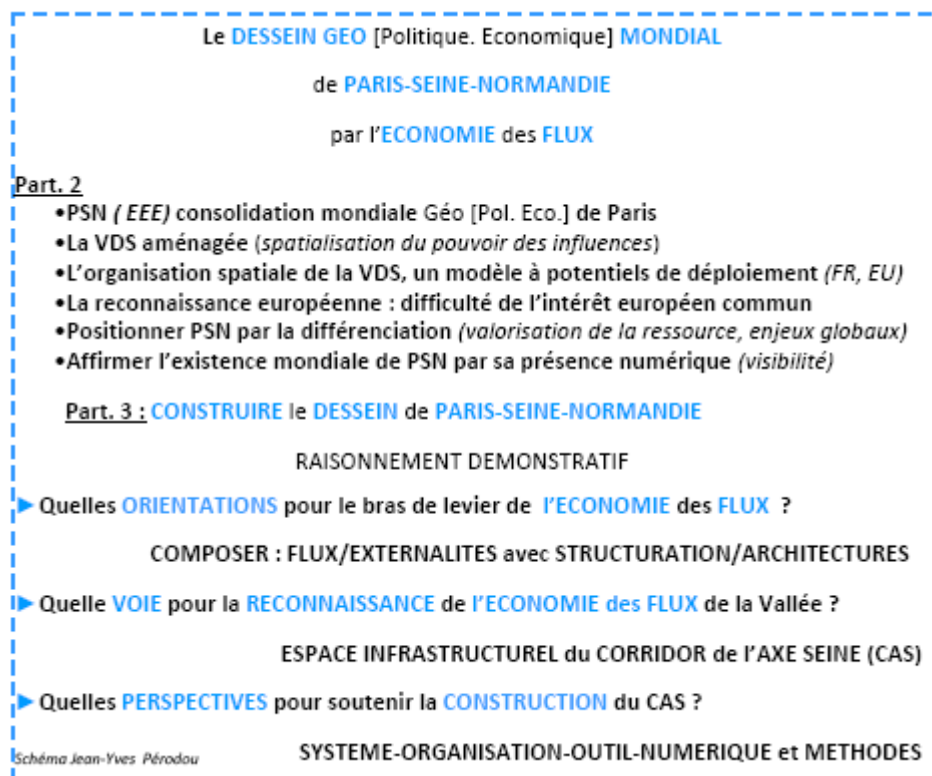 Le DESSEIN GEO [Politique. Economique] MONDIAL
de PARIS-SEINE-NORMANDIE
par l'ECONOMIE des FLUX
Part. 2
•PSN ( EEE) consolidation mondiale Géo [Pol. Eco.] de Paris
•La VDS aménagée (spatialisation du pouvoir des influences)
•L'organisation spatiale de la VDS, un modèle à potentiels de déploiement (FR, EU)
•La reconnaissance européenne : difficulté de l'intérêt européen commun
•Positionner PSN par la différenciation (valorisation de la ressource, enjeux globaux)
•Affirmer l'existence mondiale de PSN par sa présence numérique (visibilité)
Part. 3 : CONSTRUIRE le DESSEIN de PARIS-SEINE-NORMANDIE
RAISONNEMENT DEMONSTRATIF
►Quelles ORIENTATIONS pour le bras de levier de l'ECONOMIE des FLUX ?
COMPOSER : FLUX/EXTERNALITES avec STRUCTURATION/ARCHITECTURES
►Quelle VOIE pour la RECONNAISSANCE de l'ECONOMIE des FLUX de la Vallée ?
ESPACE INFRASTRUCTUREL du CORRIDOR de l'AXE SEINE (CAS)
►Quelles PERSPECTIVES pour soutenir la CONSTRUCTION du CAS ?
SYSTEME-ORGANISATION-OUTIL-NUMERIQUE et METHODES
Schéma Jean-Yves Pérodou